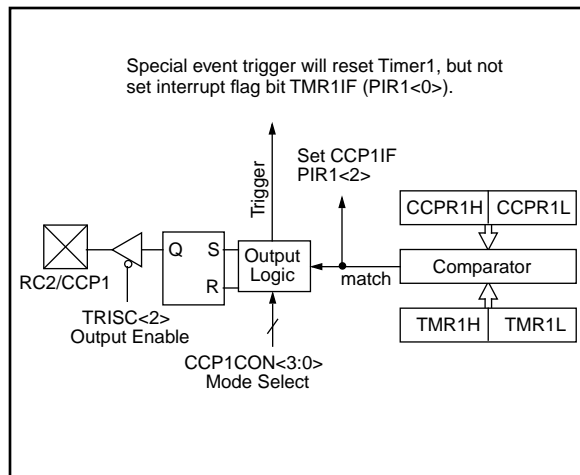 Special event trigger will reset Timer1, but not
set interrupt flag bit TMR1IF (PIR1<0>).
Trigger
Set CCP1IF
PIR1<2>
CCPR1H CCPR1L
Q S
R
Output
Logic
match
Comparator
RC2/CCP1
TRISC<2>
Output Enable
TMR1H TMR1L
CCP1CON<3:0>
Mode Select